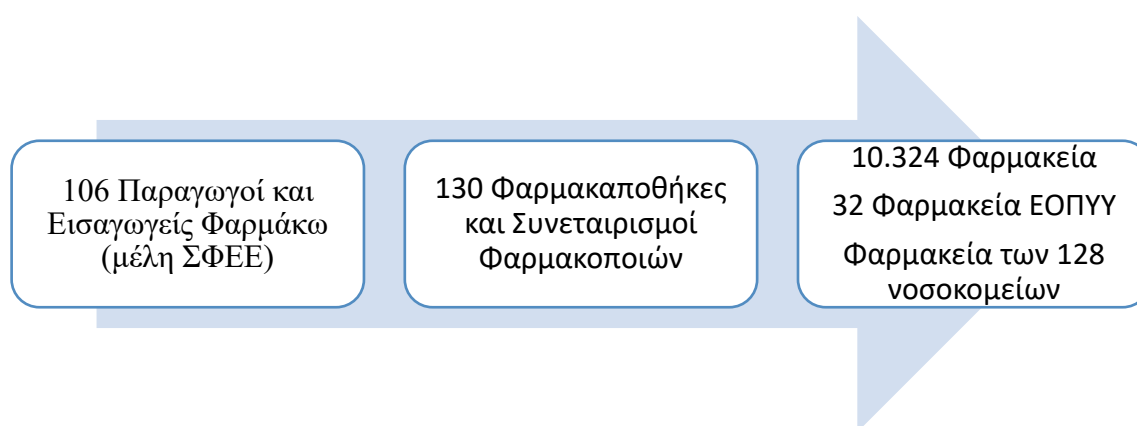 106 Παραγωγοί και
Εισαγωγείς Φαρμάκω
(μέλη ΣΦΕΕ)
130 Φαρμακαποθήκες
και Συνεταιρισμοί
Φαρμακοποιών
10.324 Φαρμακεία
32 Φαρμακεία ΕΟΠΥΥ
Φαρμακεία των 128
νοσοκομείων